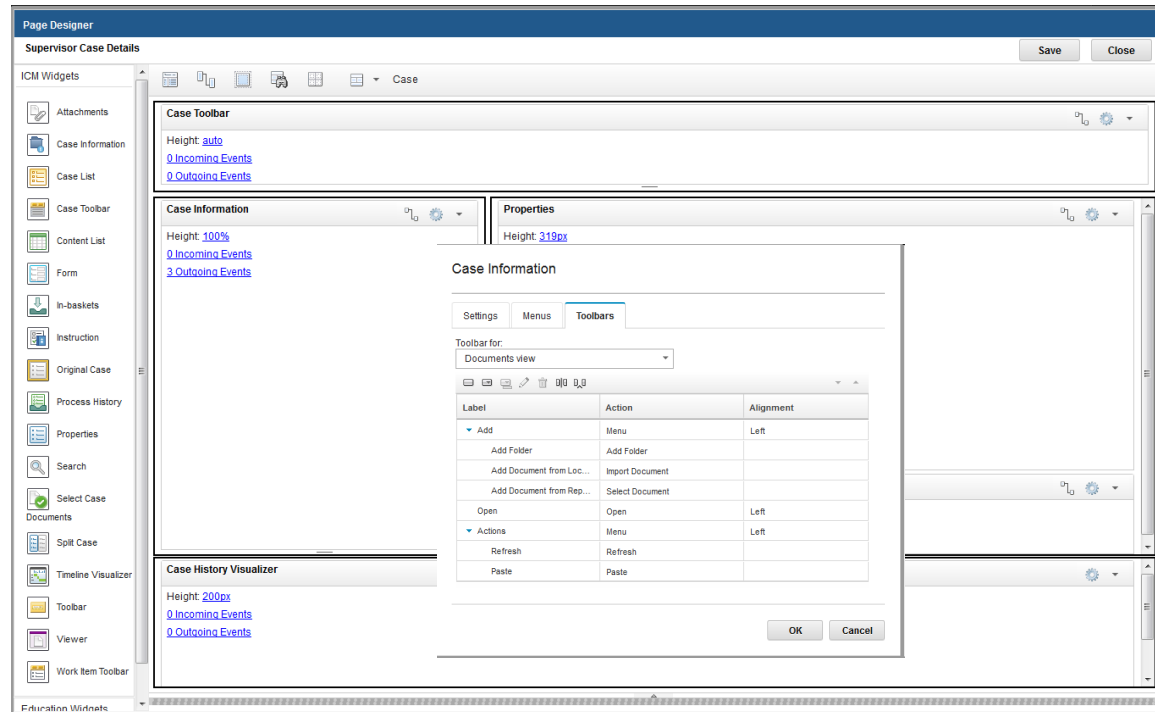 Page Designer
Supervisor Case Details
Save
Close
ICM Widgets
Case
Attachments
Case Information
Case List
Case Toolbar
Content List
Form
In-baskets
Instruction
Original Case
Process History
Properties
Search
Select Case
Documents
Split Case
Timeline Visualizer
Toolbar
Viewer
Work Item Toolbar
Education Widgets
Case Toolbar
Height: auto
0 Incoming Events
0 Outgoing Events
Case Information
Height: 100%
0 Incoming Events
3 Outgoing Events
Properties
Height: 319px
Case Information
Settings Menus Toolbars
Toolbar for:
Documents view
Label Action Alignment
Add Menu Left
Add Folder Add Folder
Add Document from Loc... Import Document
Add Document from Rep... Select Document
Open Open Left
Actions Menu Left
Refresh Refresh
Paste Paste
OK Cancel
Case History Visualizer
Height: 200px
0 Incoming Events
0 Outgoing Events